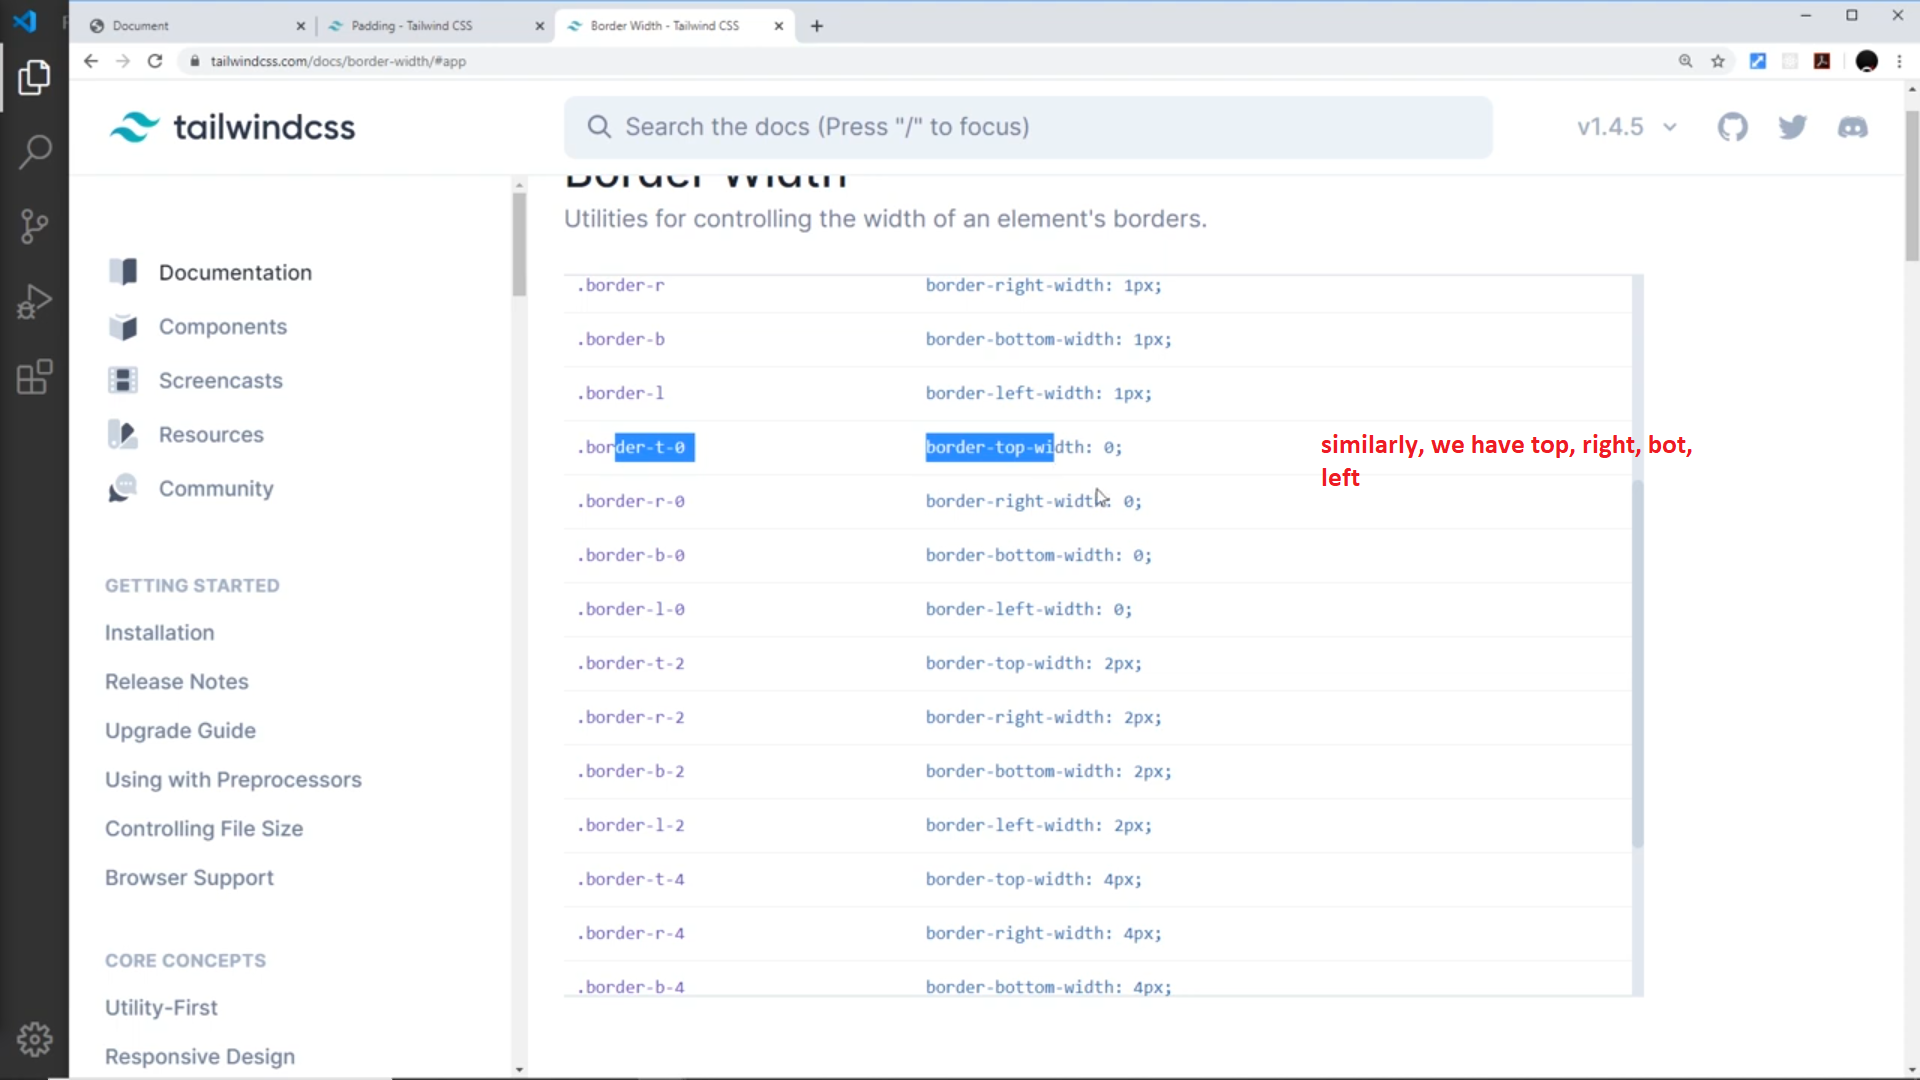 Document
Padding - Tailwind CSS
Border Width - Tailwind CSS
tailwindcss.com/docs/border-width/#app
tailwindcss
Search the docs (Press "/" to focus)
v1.4.5
Border Width
Utilities for controlling the width of an element's borders.
Documentation
Components
Screencasts
Resources
Community
GETTING STARTED
Installation
Release Notes
Upgrade Guide
Using with Preprocessors
Controlling File Size
Browser Support
CORE CONCEPTS
Utility-First
Responsive Design
.border-r border-right-width: 1px;
.border-b border-bottom-width: 1px;
.border-l border-left-width: 1px;
.border-t-0 border-top-width: 0;
.border-r-0 border-right-width: 0;
.border-b-0 border-bottom-width: 0;
.border-l-0 border-left-width: 0;
.border-t-2 border-top-width: 2px;
.border-r-2 border-right-width: 2px;
.border-b-2 border-bottom-width: 2px;
.border-l-2 border-left-width: 2px;
.border-t-4 border-top-width: 4px;
.border-r-4 border-right-width: 4px;
.border-b-4 border-bottom-width: 4px;
similarly, we have top, right, bot,
left